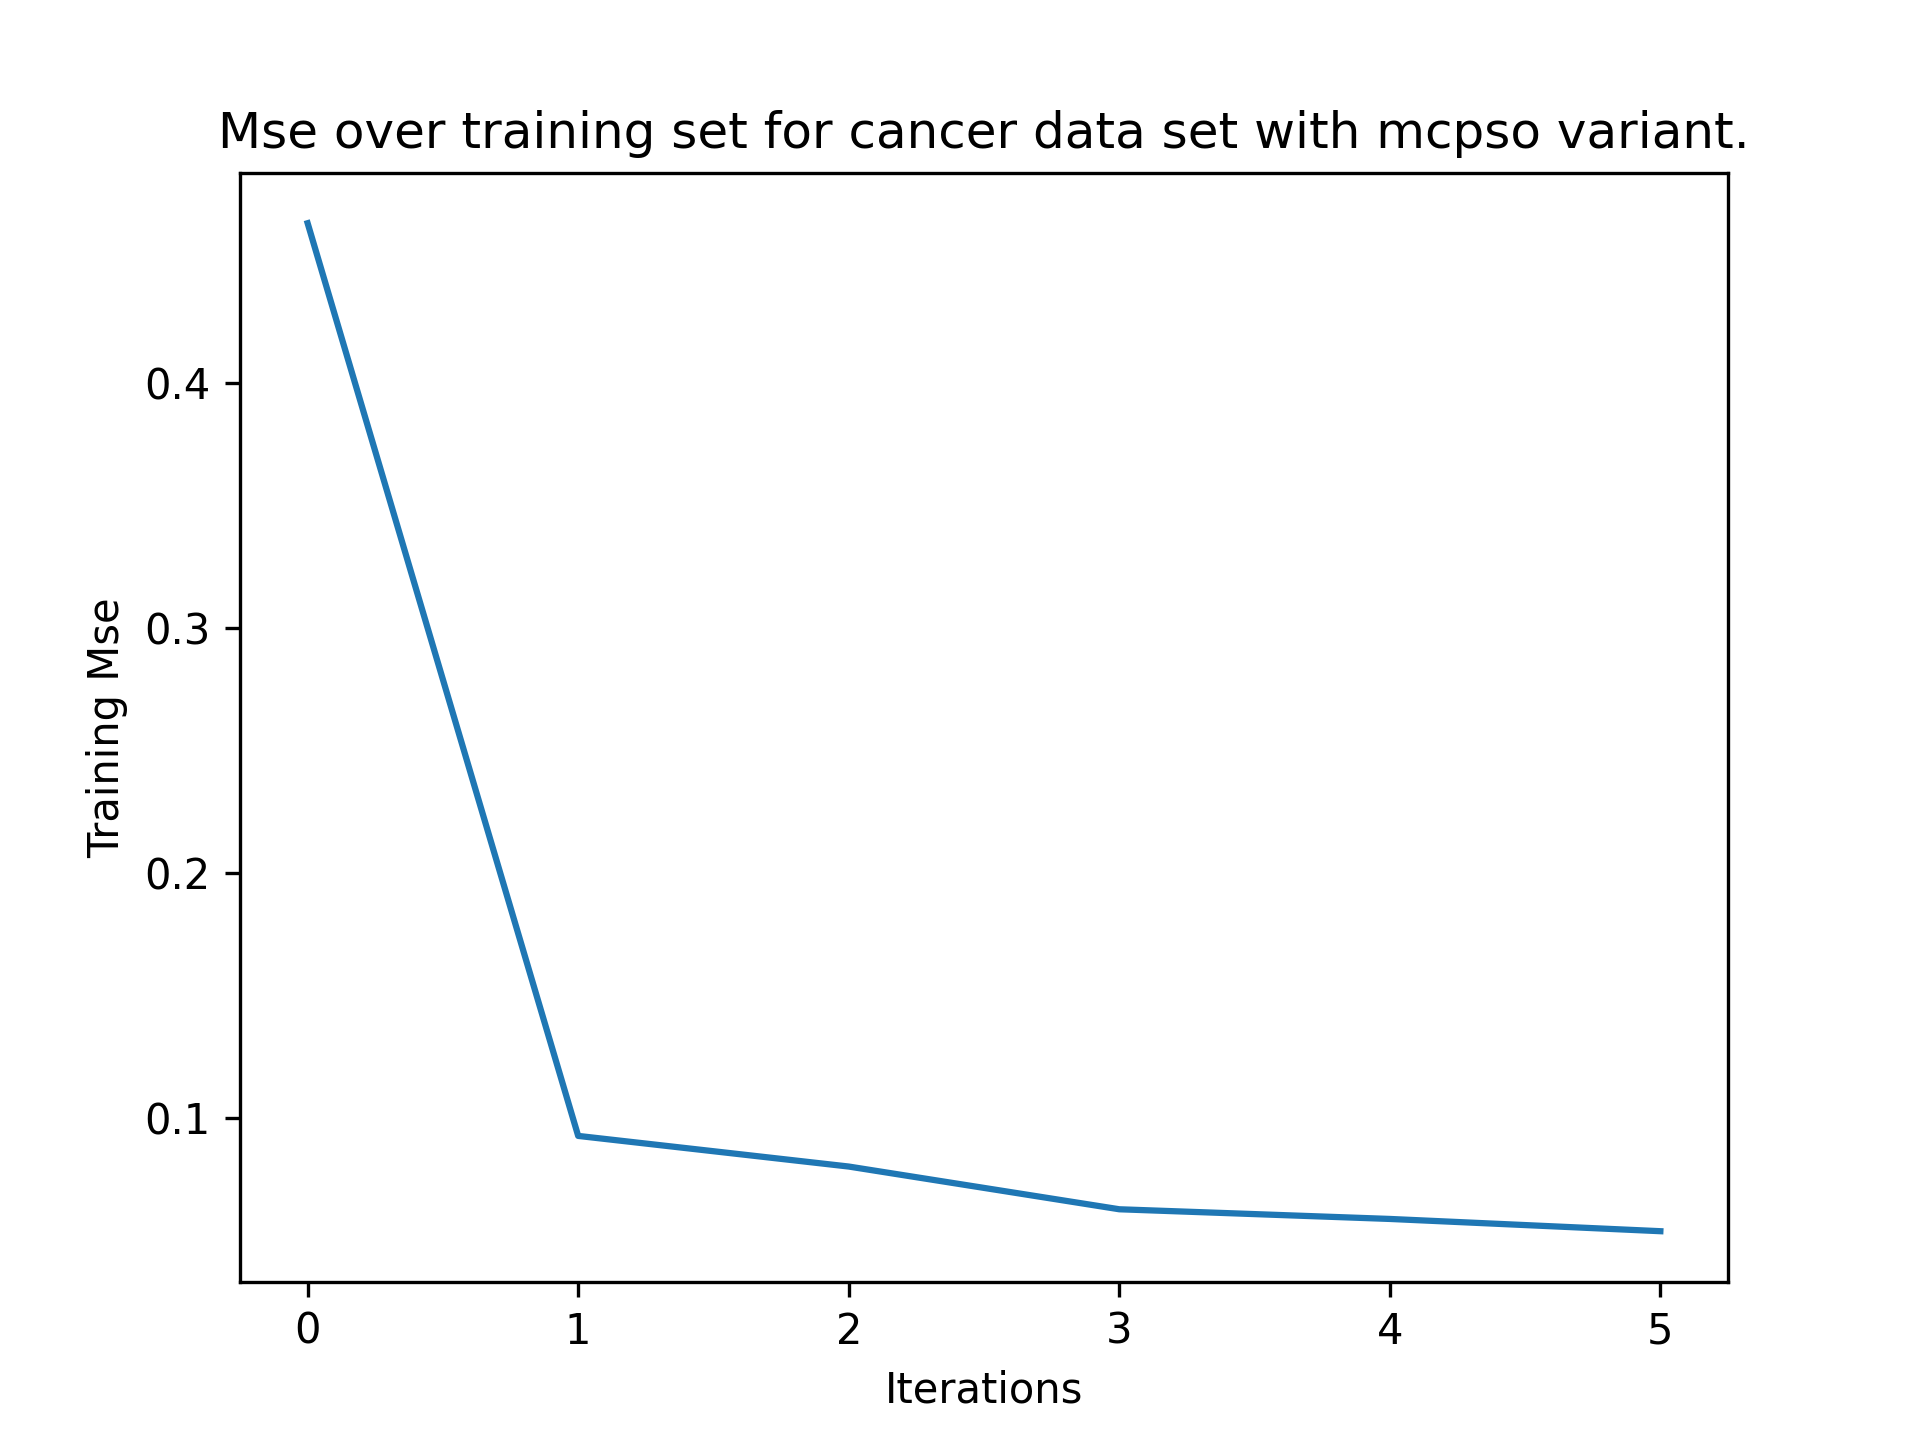 Mse over training set for cancer data set with mcpso variant.
Training Mse
0.4
0.3
0.2
0.1
0 1 2 3 4 5
Iterations